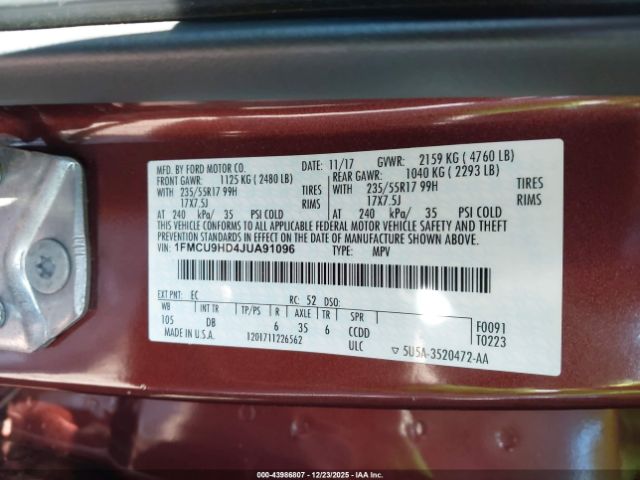 MFD. BY FORD MOTOR CO. DATE: 11/17 GVWR: 2159 KG ( 4760 LB)
FRONT GAWR: 1125 KG ( 2480 LB) REAR GAWR: 1040 KG ( 2293 LB)
WITH 235/55R17 99H TIRES WITH 235/55R17 99H TIRES
17X7.5J RIMS 17X7.5J RIMS
AT 240 kPa/ 35 PSI COLD AT 240 kPa/ 35 PSI COLD
THIS VEHICLE CONFORMS TO ALL APPLICABLE FEDERAL MOTOR VEHICLE SAFETY AND THEFT
PREVENTION STANDARDS IN EFFECT ON THE DATE OF MANUFACTURE SHOWN ABOVE.
VIN: 1FMCU9HD4JUA91096 TYPE: MPV
EXT PNT: EC RC: 52 DSO:
WB INT TR TP/PS R AXLE TR SPR
105 DB 6 35 6 CCDD F0091
MADE IN U.S.A. 1201711226562 ULC ▽ 5U5A-3520472-AA T0223
000-43986807 - 12/23/2025 - IAA Inc.